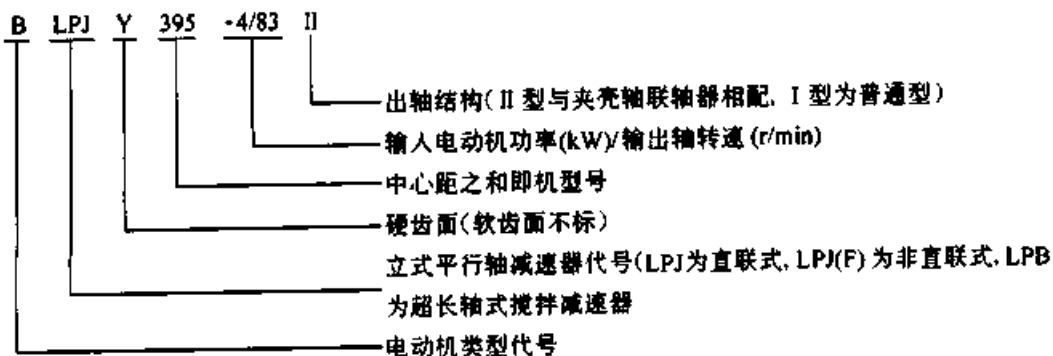 B LPJ Y 395 -4/83 II
出轴结构(II型与夹壳轴联轴器相配, I型为普通型)
输入电动机功率(kW)/输出轴转速(r/min)
中心距之和即机型号
硬齿面(软齿面不标)
立式平行轴减速器代号(LPJ为直联式, LPJ(F)为非直联式, LPB
为超长轴式搅拌减速器
电动机类型代号